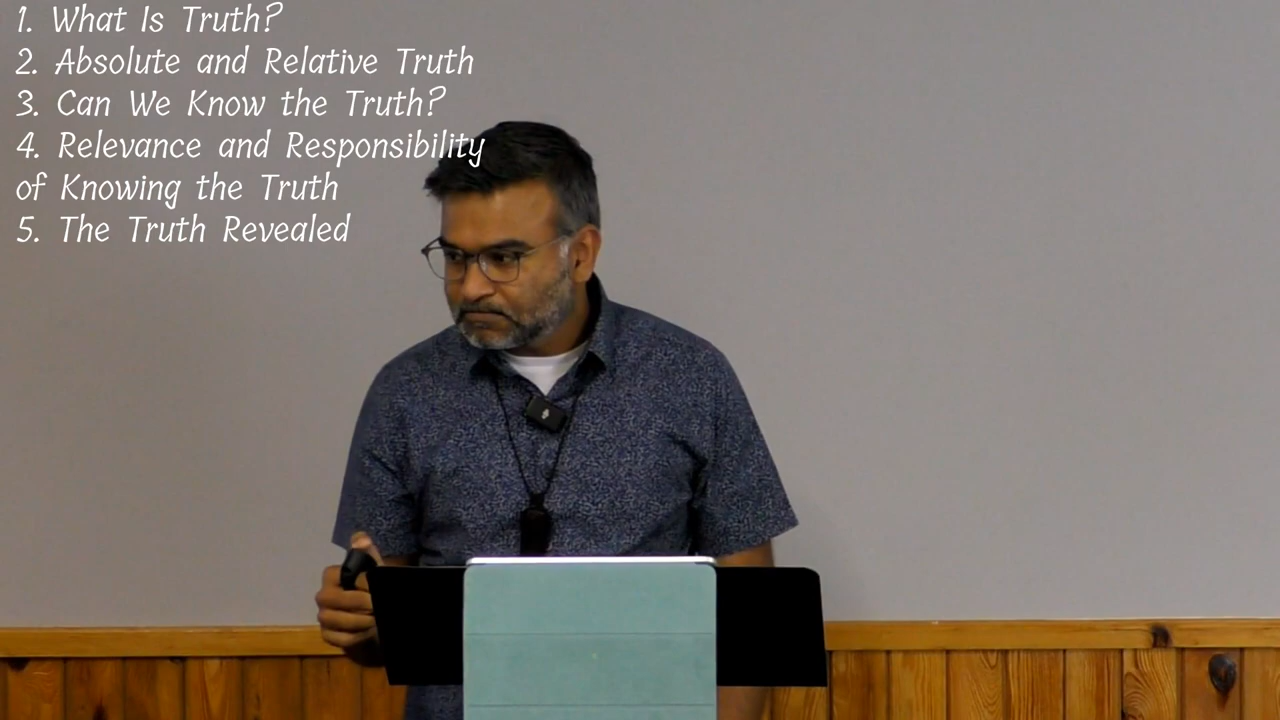 1. What Is Truth?
2. Absolute and Relative Truth
3. Can We Know the Truth?
4. Relevance and Responsibility
of Knowing the Truth
5. The Truth Revealed